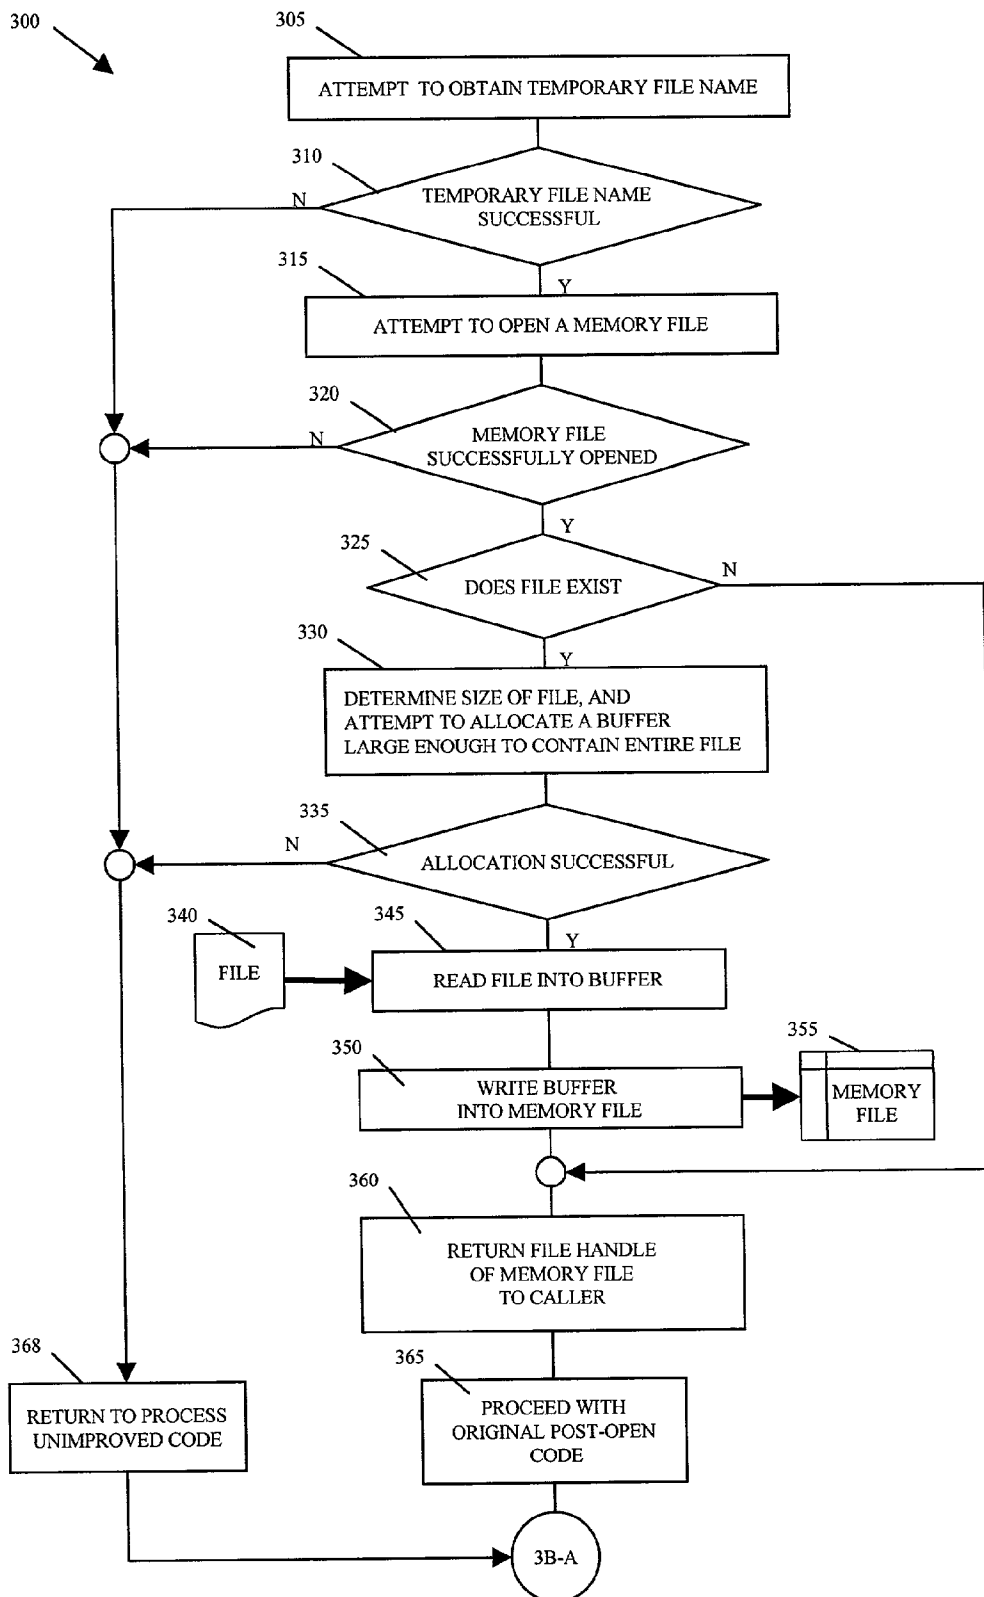 300
305
ATTEMPT TO OBTAIN TEMPORARY FILE NAME
310
N
TEMPORARY FILE NAME
SUCCESSFUL
315
Y
ATTEMPT TO OPEN A MEMORY FILE
320
N
MEMORY FILE
SUCCESSFULLY OPENED
Y
325
N
DOES FILE EXIST
330
Y
DETERMINE SIZE OF FILE, AND
ATTEMPT TO ALLOCATE A BUFFER
LARGE ENOUGH TO CONTAIN ENTIRE FILE
335
N
ALLOCATION SUCCESSFUL
340
345
Y
FILE
READ FILE INTO BUFFER
350
355
WRITE BUFFER
INTO MEMORY FILE
MEMORY
FILE
360
RETURN FILE HANDLE
OF MEMORY FILE
TO CALLER
368
365
RETURN TO PROCESS
UNIMPROVED CODE
PROCEED WITH
ORIGINAL POST-OPEN
CODE
3B-A